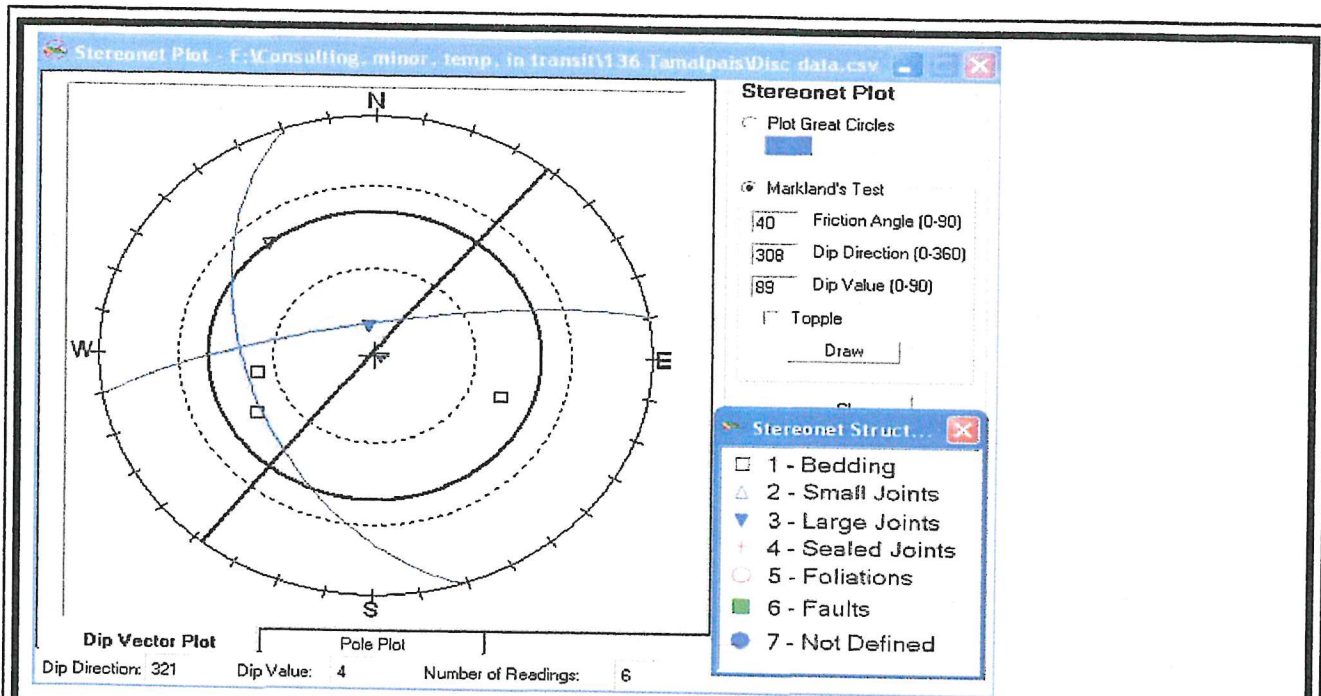 Stereonet Plot - F:\Consulting, minor, temp, in transit\136 Tamalpais\Disc data.csv
Stereonet Plot
Plot Great Circles
Markland's Test
40 Friction Angle (0-90)
308 Dip Direction (0-360)
89 Dip Value (0-90)
Topple
Draw
N
W
E
S
Stereonet Struct...
1 - Bedding
2 - Small Joints
3 - Large Joints
4 - Sealed Joints
5 - Foliations
6 - Faults
7 - Not Defined
Dip Vector Plot
Pole Plot
Dip Direction: 321 Dip Value: 4 Number of Readings: 6